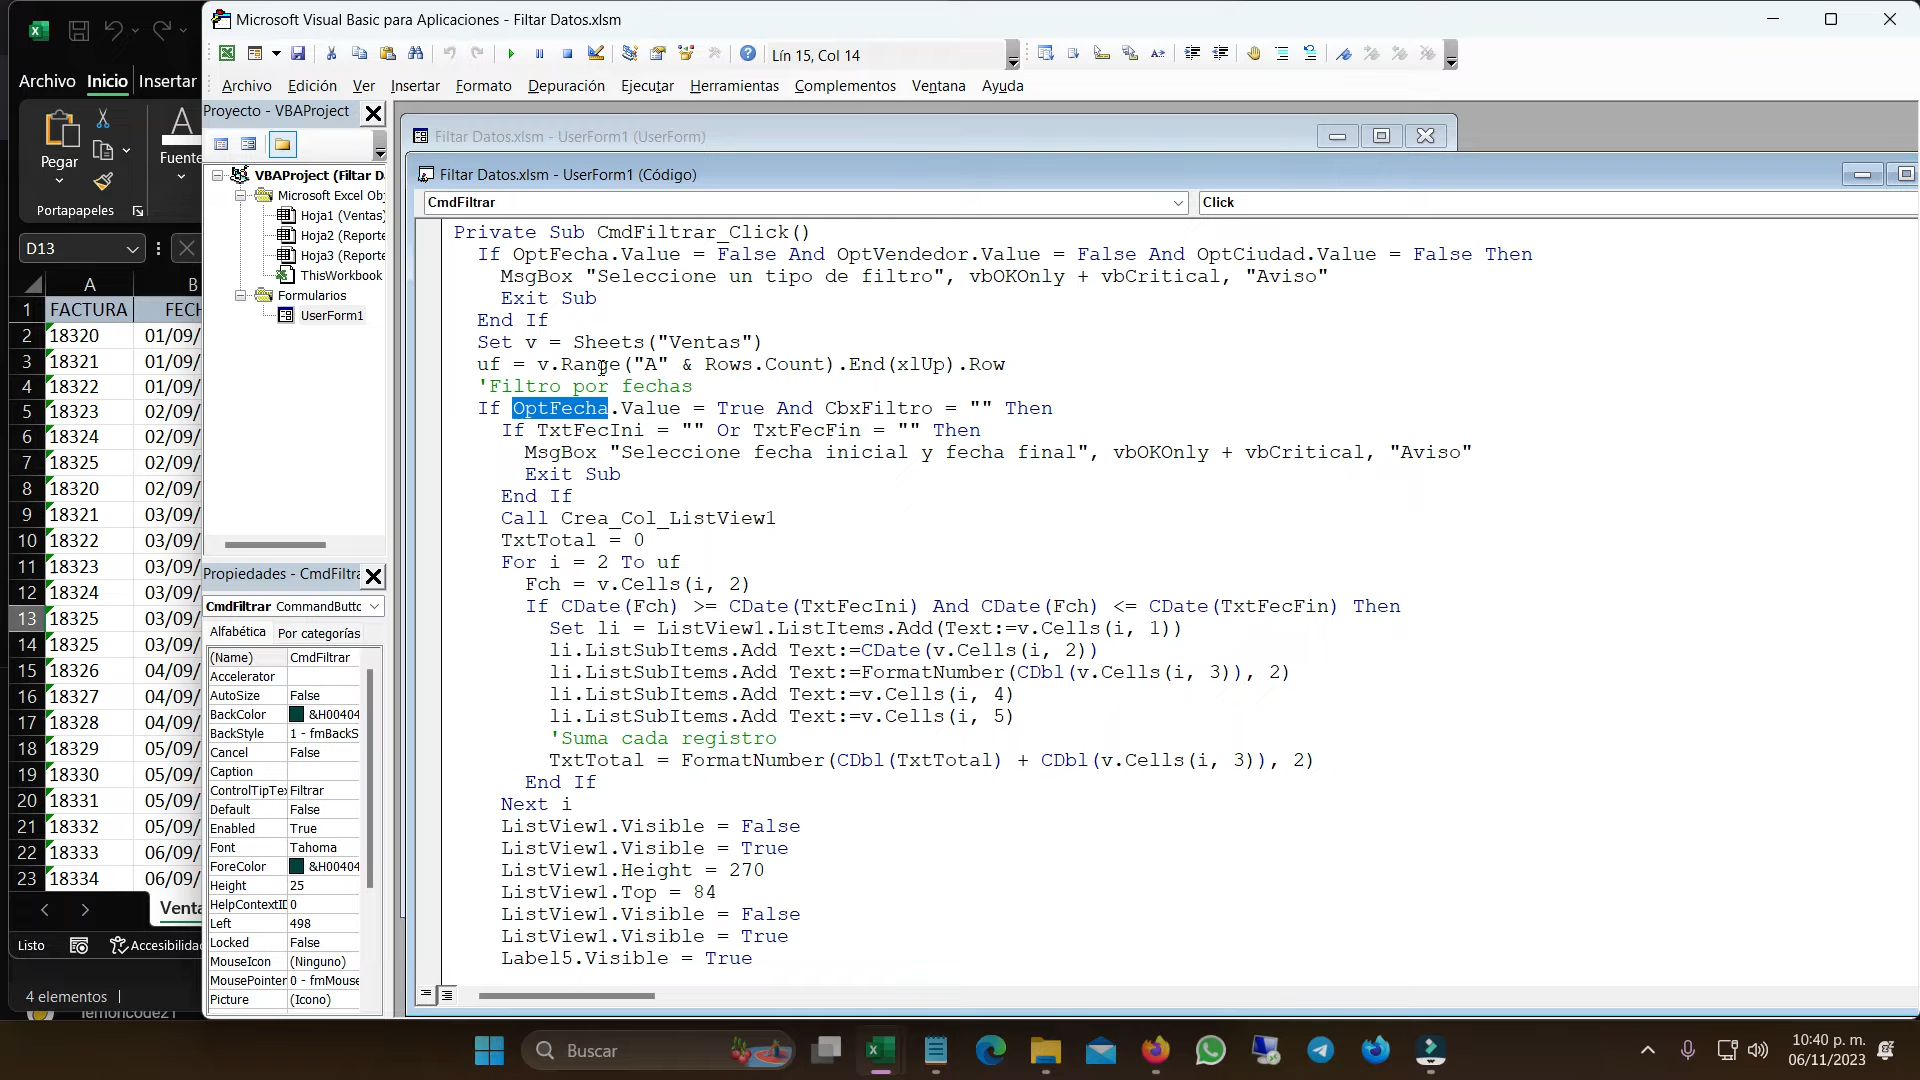 Microsoft Visual Basic para Aplicaciones - Filtar Datos.xlsm
Lín 15, Col 14
Archivo Edición Ver Insertar Formato Depuración Ejecutar Herramientas Complementos Ventana Ayuda
Archivo Inicio Insertar
Pegar
Fuente
Portapapeles
D13
A B
1 FACTURA FECH
2 18320 01/09/
3 18321 01/09/
4 18322 01/09/
5 18323 02/09/
6 18324 02/09/
7 18325 02/09/
8 18320 02/09/
9 18321 03/09/
10 18322 03/09/
11 18323 03/09/
12 18324 03/09/
13 18325 03/09/
14 18325 03/09/
15 18326 04/09/
16 18327 04/09/
17 18328 04/09/
18 18329 05/09/
19 18330 05/09/
20 18331 05/09/
21 18332 05/09/
22 18333 06/09/
23 18334 06/09/
Venta
Listo
Accesibilidad
4 elementos
lemoncode21
Proyecto - VBAProject
VBAProject (Filtar D
Microsoft Excel Obj
Hoja1 (Ventas)
Hoja2 (Reporte
Hoja3 (Reporte
ThisWorkbook
Formularios
UserForm1
Propiedades - CmdFiltra
CmdFiltrar CommandButto
Alfabética Por categorías
(Name) CmdFiltrar
Accelerator
AutoSize False
BackColor &H00404
BackStyle 1 - fmBackS
Cancel False
Caption
ControlTipTex Filtrar
Default False
Enabled True
Font Tahoma
ForeColor &H00404
Height 25
HelpContextID 0
Left 498
Locked False
MouseIcon (Ninguno)
MousePointer 0 - fmMouse
Picture (Icono)
Filtar Datos.xlsm - UserForm1 (UserForm)
Filtar Datos.xlsm - UserForm1 (Código)
CmdFiltrar Click
Private Sub CmdFiltrar_Click()
If OptFecha.Value = False And OptVendedor.Value = False And OptCiudad.Value = False Then
MsgBox "Seleccione un tipo de filtro", vbOKOnly + vbCritical, "Aviso"
Exit Sub
End If
Set v = Sheets("Ventas")
uf = v.Range("A" & Rows.Count).End(xlUp).Row
'Filtro por fechas
If OptFecha.Value = True And CbxFiltro = "" Then
If TxtFecIni = "" Or TxtFecFin = "" Then
MsgBox "Seleccione fecha inicial y fecha final", vbOKOnly + vbCritical, "Aviso"
Exit Sub
End If
Call Crea_Col_ListView1
TxtTotal = 0
For i = 2 To uf
Fch = v.Cells(i, 2)
If CDate(Fch) >= CDate(TxtFecIni) And CDate(Fch) <= CDate(TxtFecFin) Then
Set li = ListView1.ListItems.Add(Text:=v.Cells(i, 1))
li.ListSubItems.Add Text:=CDate(v.Cells(i, 2))
li.ListSubItems.Add Text:=FormatNumber(CDbl(v.Cells(i, 3)), 2)
li.ListSubItems.Add Text:=v.Cells(i, 4)
li.ListSubItems.Add Text:=v.Cells(i, 5)
'Suma cada registro
TxtTotal = FormatNumber(CDbl(TxtTotal) + CDbl(v.Cells(i, 3)), 2)
End If
Next i
ListView1.Visible = False
ListView1.Visible = True
ListView1.Height = 270
ListView1.Top = 84
ListView1.Visible = False
ListView1.Visible = True
Label5.Visible = True
Buscar
10:40 p. m.
06/11/2023